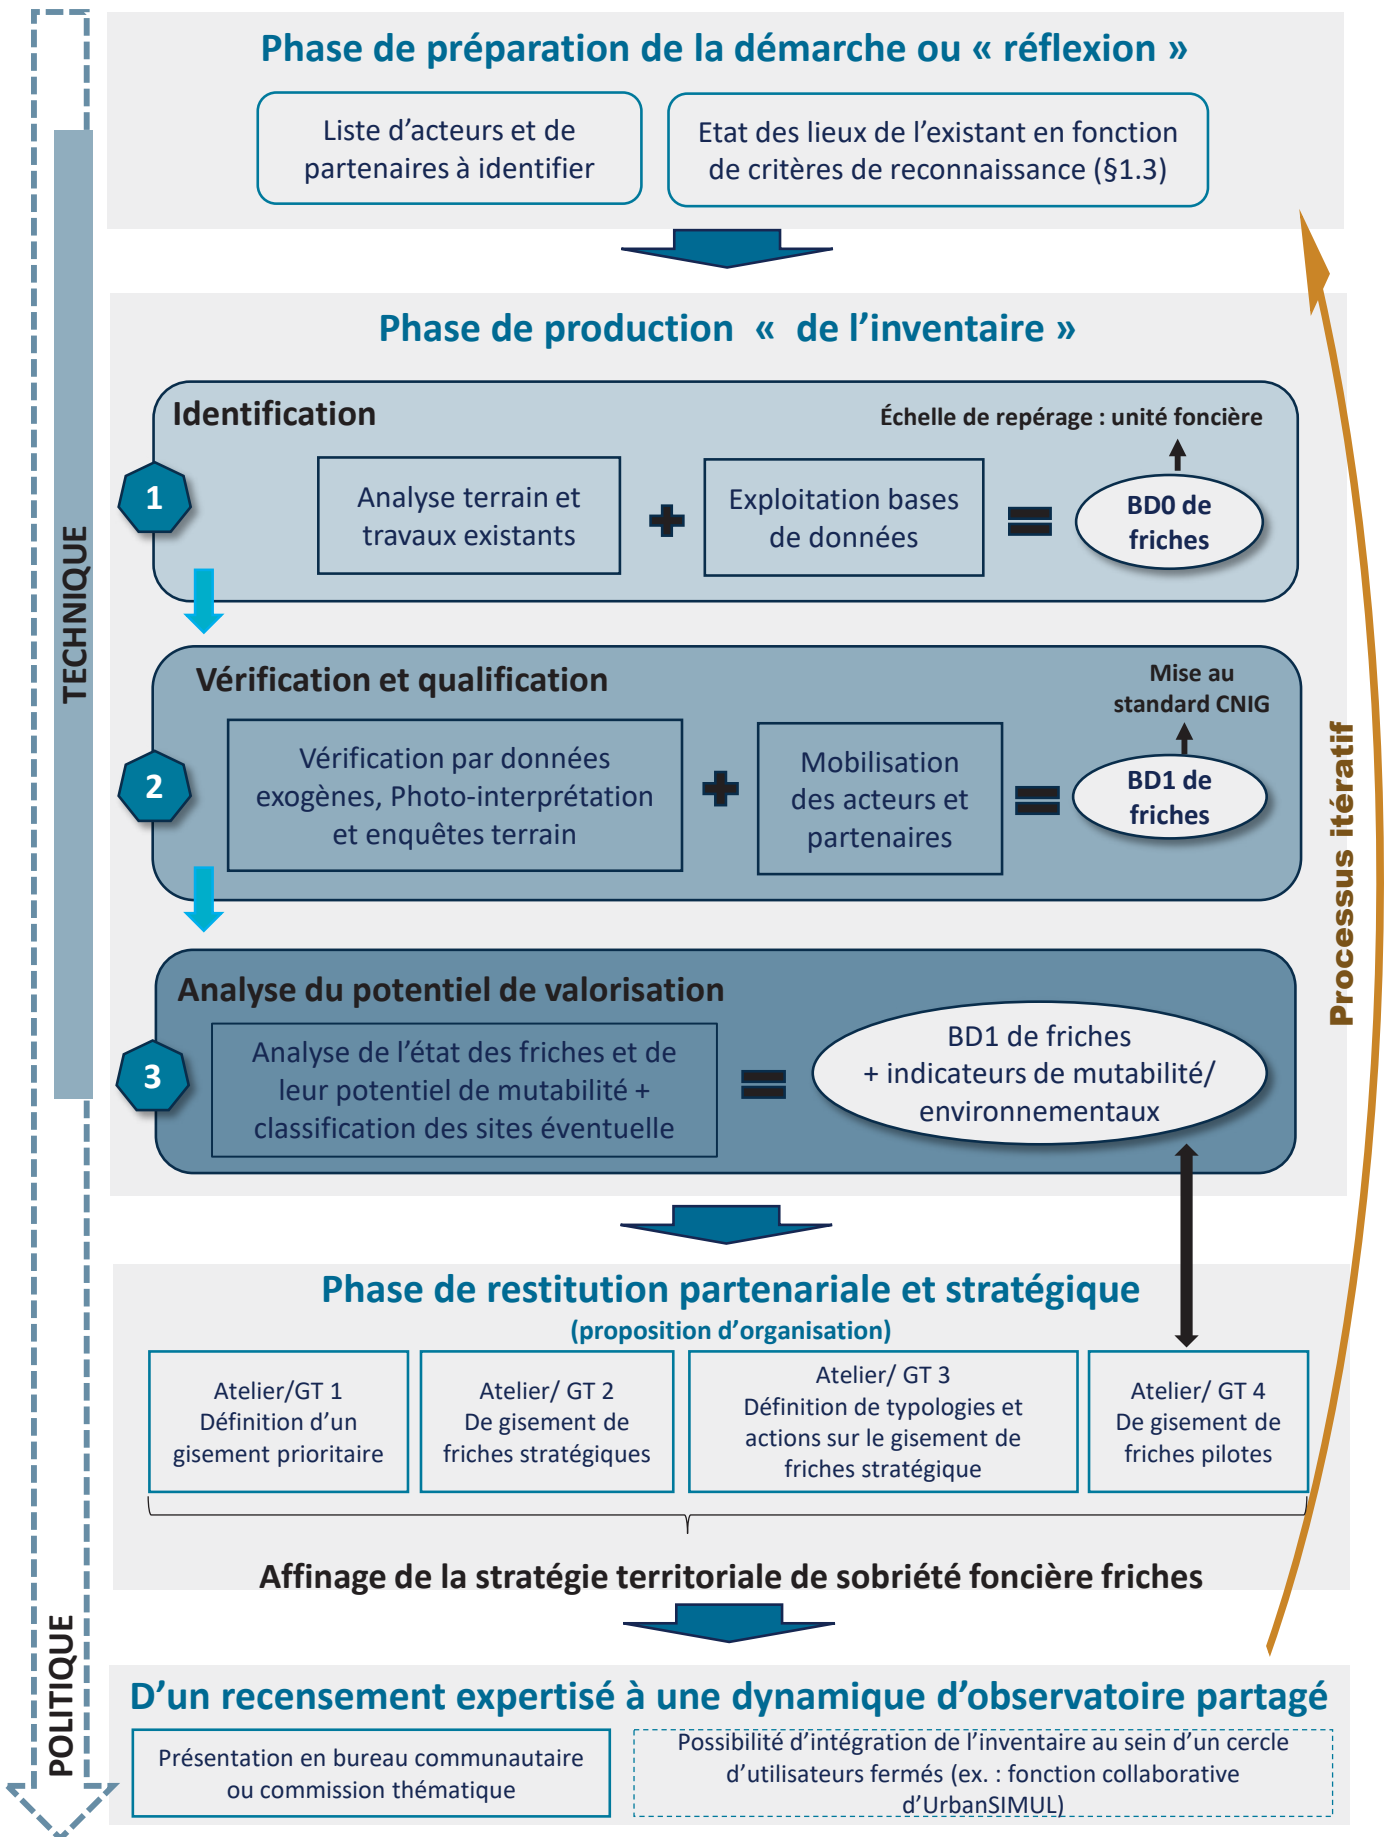 Phase de préparation de la démarche ou « réflexion »
Liste d’acteurs et de
partenaires à identifier
Etat des lieux de l’existant en fonction
de critères de reconnaissance (§1.3)
Phase de production « de l’inventaire »
Identification
Échelle de repérage : unité foncière
1
Analyse terrain et
travaux existants
Exploitation bases
de données
BD0 de
friches
TECHNIQUE
Vérification et qualification
Mise au
standard CNIG
2
Vérification par données
exogènes, Photo-interprétation
et enquêtes terrain
Mobilisation
des acteurs et
partenaires
BD1 de
friches
Processus itératif
Analyse du potentiel de valorisation
3
Analyse de l’état des friches et de
leur potentiel de mutabilité +
classification des sites éventuelle
BD1 de friches
+ indicateurs de mutabilité/
environnementaux
Phase de restitution partenariale et stratégique
(proposition d’organisation)
Atelier/GT 1
Définition d’un
gisement prioritaire
Atelier/ GT 2
De gisement de
friches stratégiques
Atelier/ GT 3
Définition de typologies et
actions sur le gisement de
friches stratégique
Atelier/ GT 4
De gisement de
friches pilotes
Affinage de la stratégie territoriale de sobriété foncière friches
POLITIQUE
D’un recensement expertisé à une dynamique d’observatoire partagé
Présentation en bureau communautaire
ou commission thématique
Possibilité d’intégration de l’inventaire au sein d’un cercle
d’utilisateurs fermés (ex. : fonction collaborative
d’UrbanSIMUL)